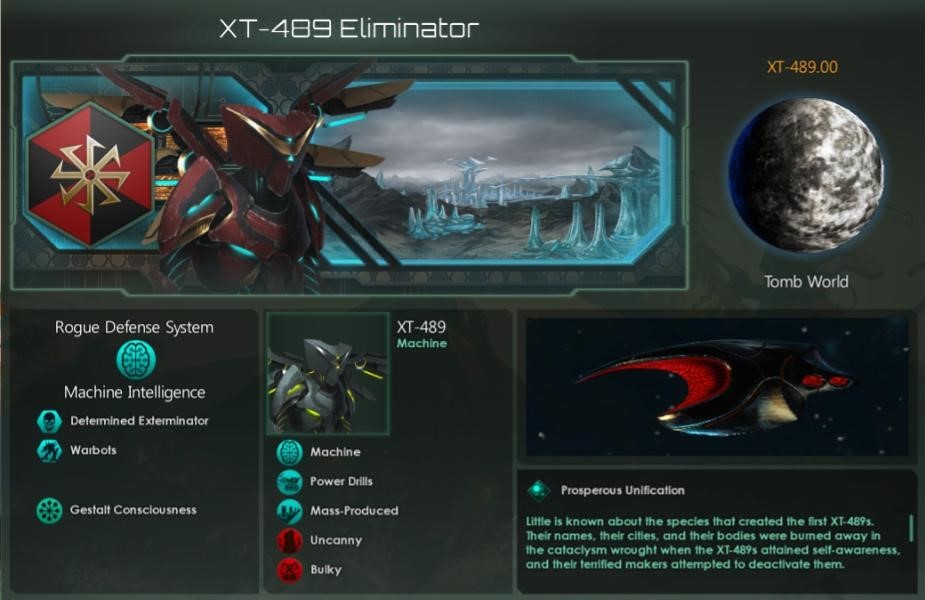 XT-489 Eliminator
XT-489.00
Tomb World
Rogue Defense System
Machine Intelligence
Determined Exterminator
Warbots
Gestalt Consciousness
XT-489
Machine
Machine
Power Drills
Mass-Produced
Uncanny
Bulky
Prosperous Unification
Little is known about the species that created the first XT-489s.
Their names, their cities, and their bodies were burned away in
the cataclysm wrought when the XT-489s attained self-awareness,
and their terrified makers attempted to deactivate them.